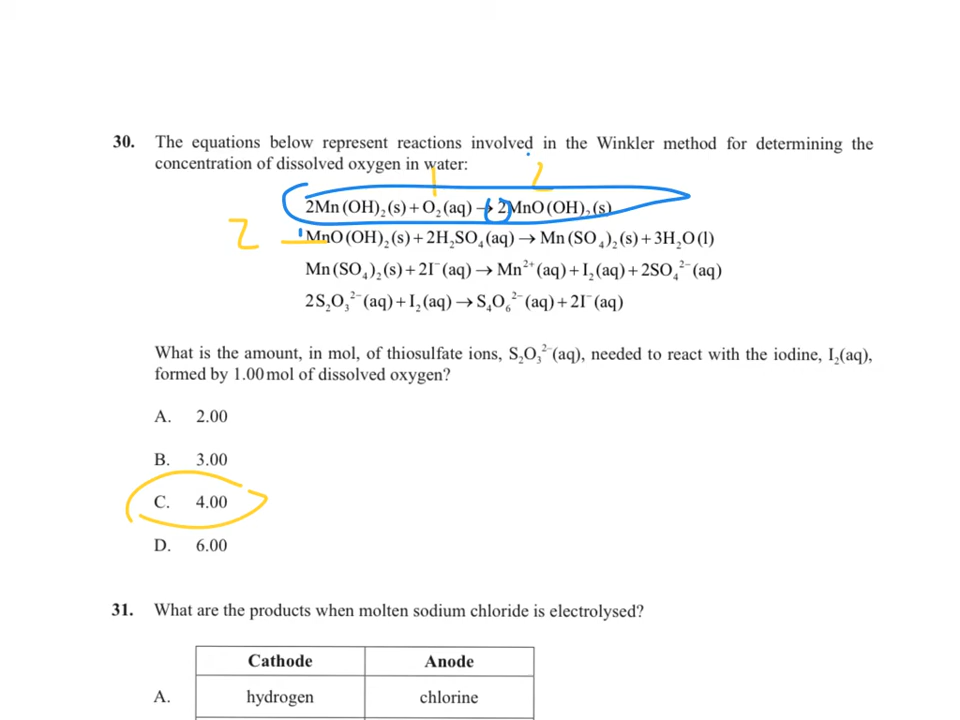 30. The equations below represent reactions involved in the Winkler method for determining the
concentration of dissolved oxygen in water:
1 2
2Mn(OH)₂(s) + O₂(aq) → 2MnO(OH)₂(s)
2 1 MnO(OH)₂(s) + 2H₂SO₄(aq) → Mn(SO₄)₂(s) + 3H₂O(l)
Mn(SO₄)₂(s) + 2I⁻(aq) → Mn²⁺(aq) + I₂(aq) + 2SO₄²⁻(aq)
2S₂O₃²⁻(aq) + I₂(aq) → S₄O₆²⁻(aq) + 2I⁻(aq)
What is the amount, in mol, of thiosulfate ions, S₂O₃²⁻(aq), needed to react with the iodine, I₂(aq),
formed by 1.00 mol of dissolved oxygen?
A. 2.00
B. 3.00
C. 4.00
D. 6.00
31. What are the products when molten sodium chloride is electrolysed?
Cathode Anode
A. hydrogen chlorine